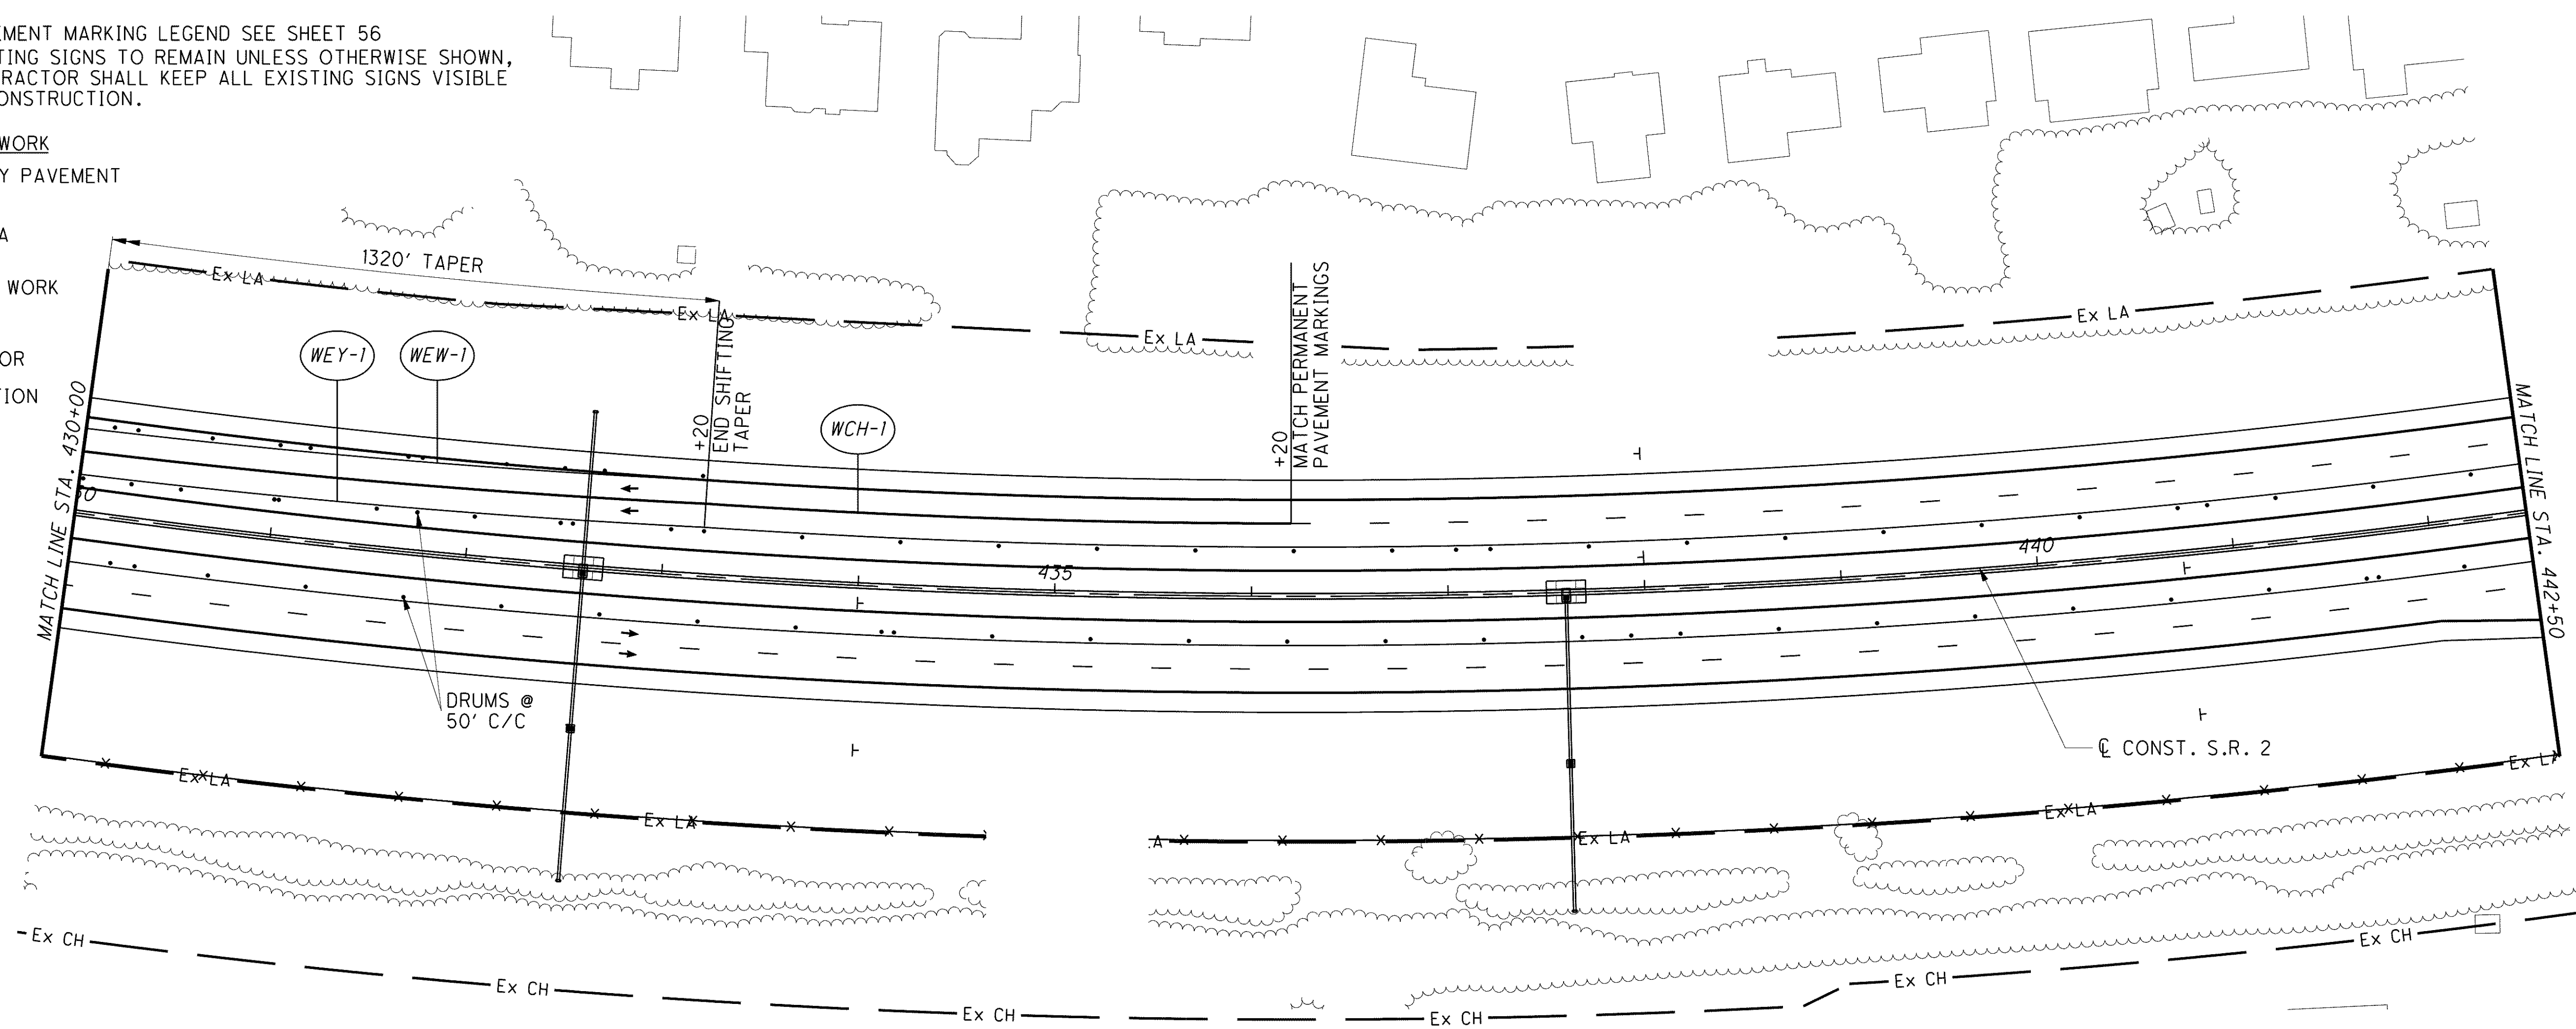 EMENT MARKING LEGEND SEE SHEET 56
TING SIGNS TO REMAIN UNLESS OTHERWISE SHOWN,
RACTOR SHALL KEEP ALL EXISTING SIGNS VISIBLE
ONSTRUCTION.
WORK
Y PAVEMENT
A
WORK
OR
ION
1320' TAPER
Ex LA
Ex LA
Ex LA
Ex LA
WEY-1
WEW-1
WCH-1
+20
END SHIFTING
TAPER
+20
MATCH PERMANENT
PAVEMENT MARKINGS
MATCH LINE STA. 430+00
MATCH LINE STA. 442+50
435
440
DRUMS @
50' C/C
℄ CONST. S.R. 2
Ex LA
Ex LA
Ex LA
Ex LA
Ex CH
Ex CH
Ex CH
Ex CH
Ex CH
Ex CH